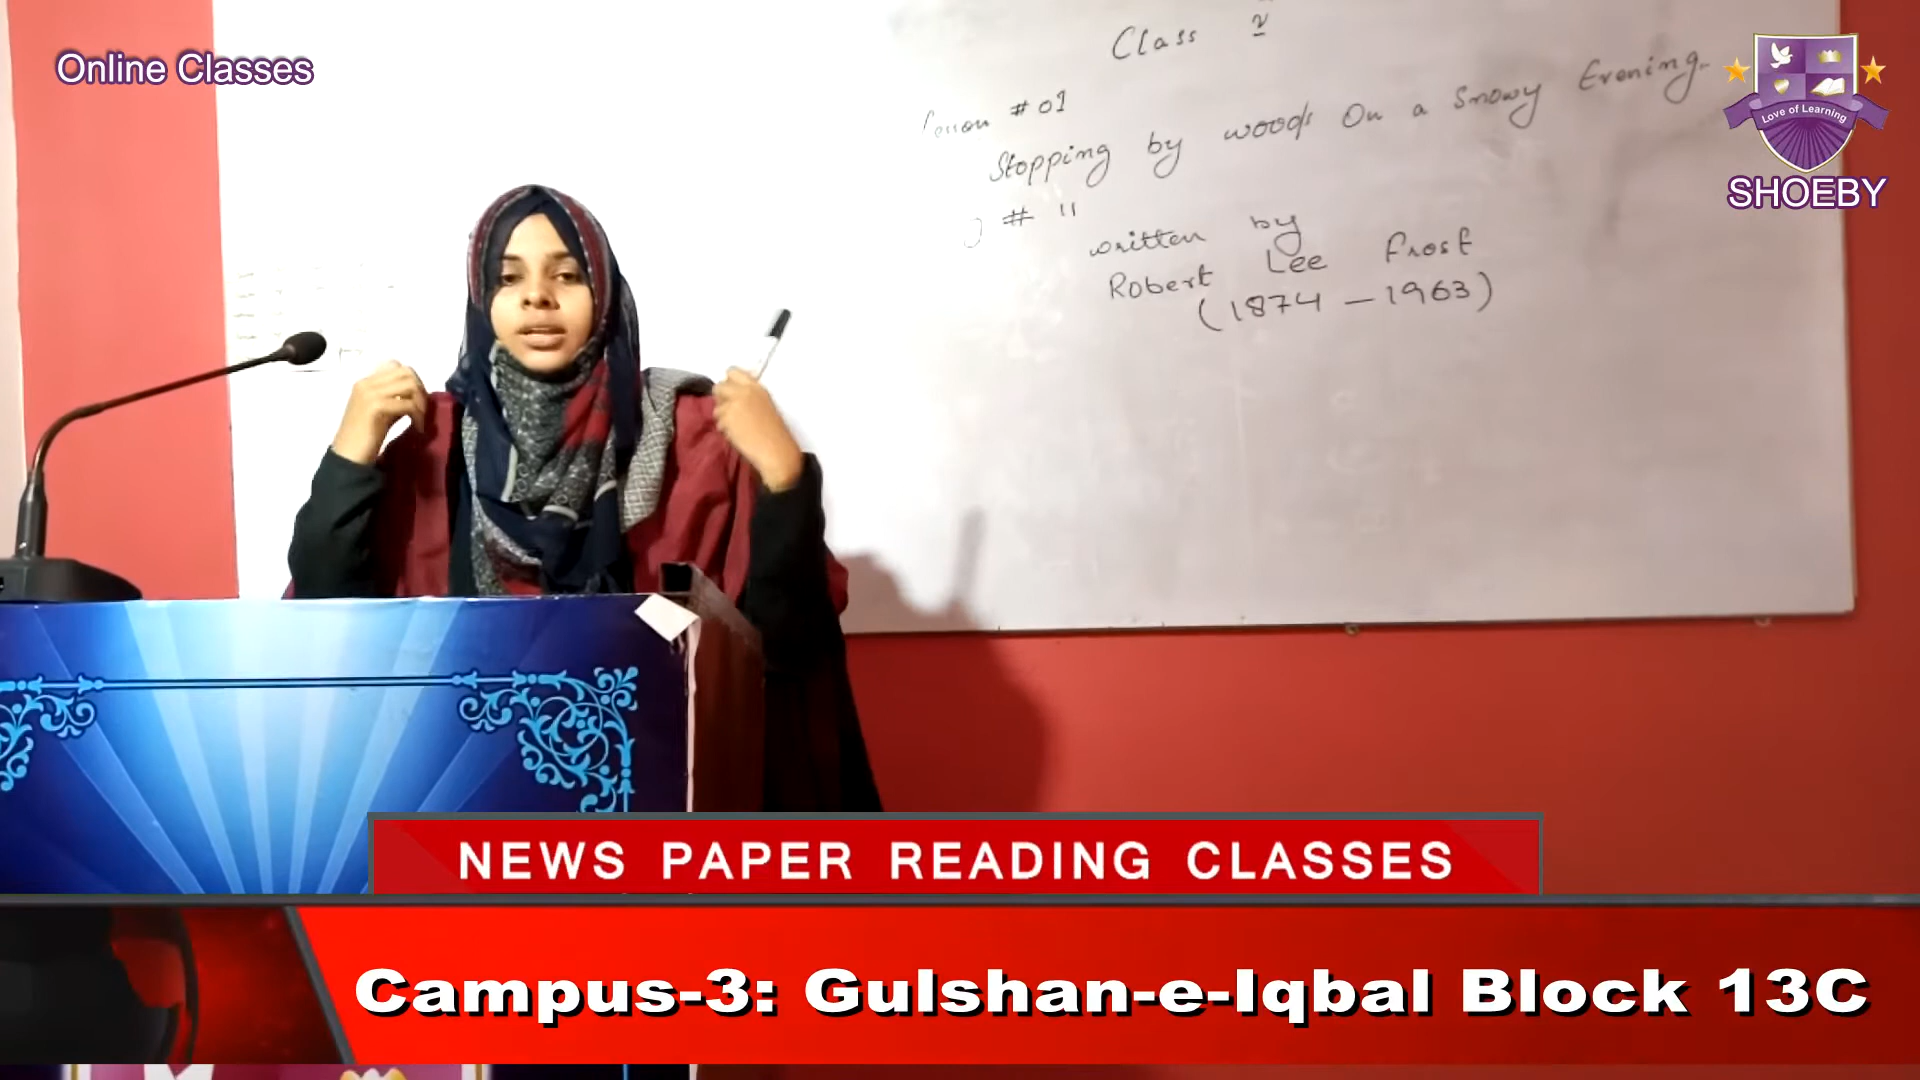 Online Classes
Class
Lesson # 01
Stopping by woods On a Snowy Evening.
# 11
written by
Robert Lee Frost
(1874 – 1963)
Love of Learning
SHOEBY
NEWS PAPER READING CLASSES
Campus-3: Gulshan-e-Iqbal Block 13C